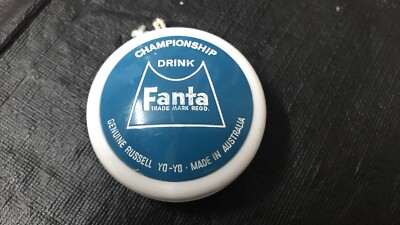 CHAMPIONSHIP
DRINK
Fanta
TRADE MARK REGD.
GENUINE RUSSELL YO-YO · MADE IN AUSTRALIA